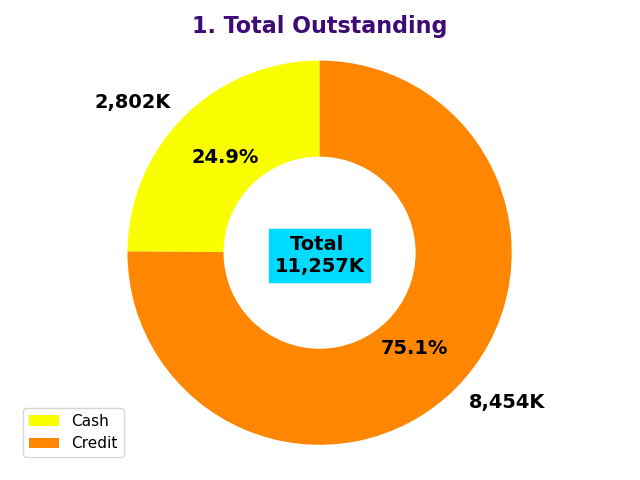 1. Total Outstanding
2,802K
24.9%
Total
11,257K
75.1%
8,454K
Cash
Credit